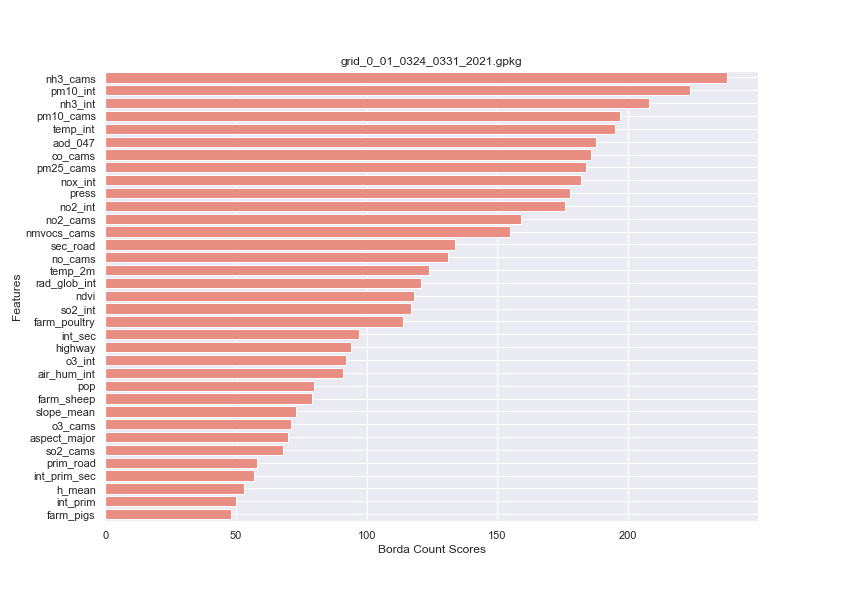 grid_0_01_0324_0331_2021.gpkg
Features
nh3_cams
pm10_int
nh3_int
pm10_cams
temp_int
aod_047
co_cams
pm25_cams
nox_int
press
no2_int
no2_cams
nmvocs_cams
sec_road
no_cams
temp_2m
rad_glob_int
ndvi
so2_int
farm_poultry
int_sec
highway
o3_int
air_hum_int
pop
farm_sheep
slope_mean
o3_cams
aspect_major
so2_cams
prim_road
int_prim_sec
h_mean
int_prim
farm_pigs
0 50 100 150 200
Borda Count Scores